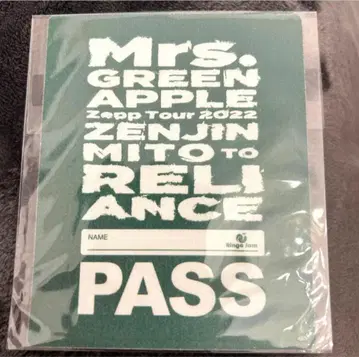 Mrs.
GREEN
APPLE
Zepp Tour 2022
ZENJIN
MITO TO
RELI
ANCE
NAME
Ringo Jam
PASS